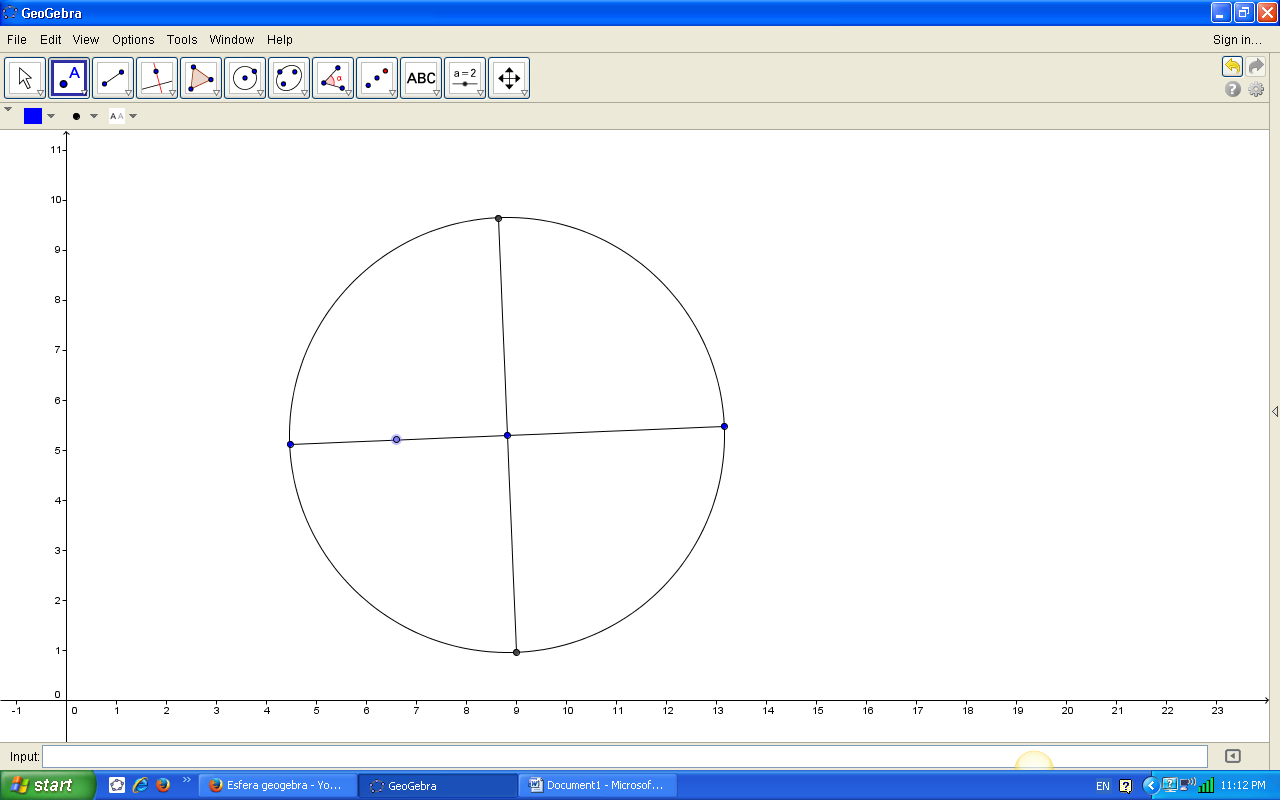 GeoGebra
File Edit View Options Tools Window Help Sign in...
A α ABC a=2
A A
11
10
9
8
7
6
5
4
3
2
1
0
-1 0 1 2 3 4 5 6 7 8 9 10 11 12 13 14 15 16 17 18 19 20 21 22 23
Input:
start Esfera geogebra - Yo... GeoGebra Document1 - Microsof... EN 11:12 PM